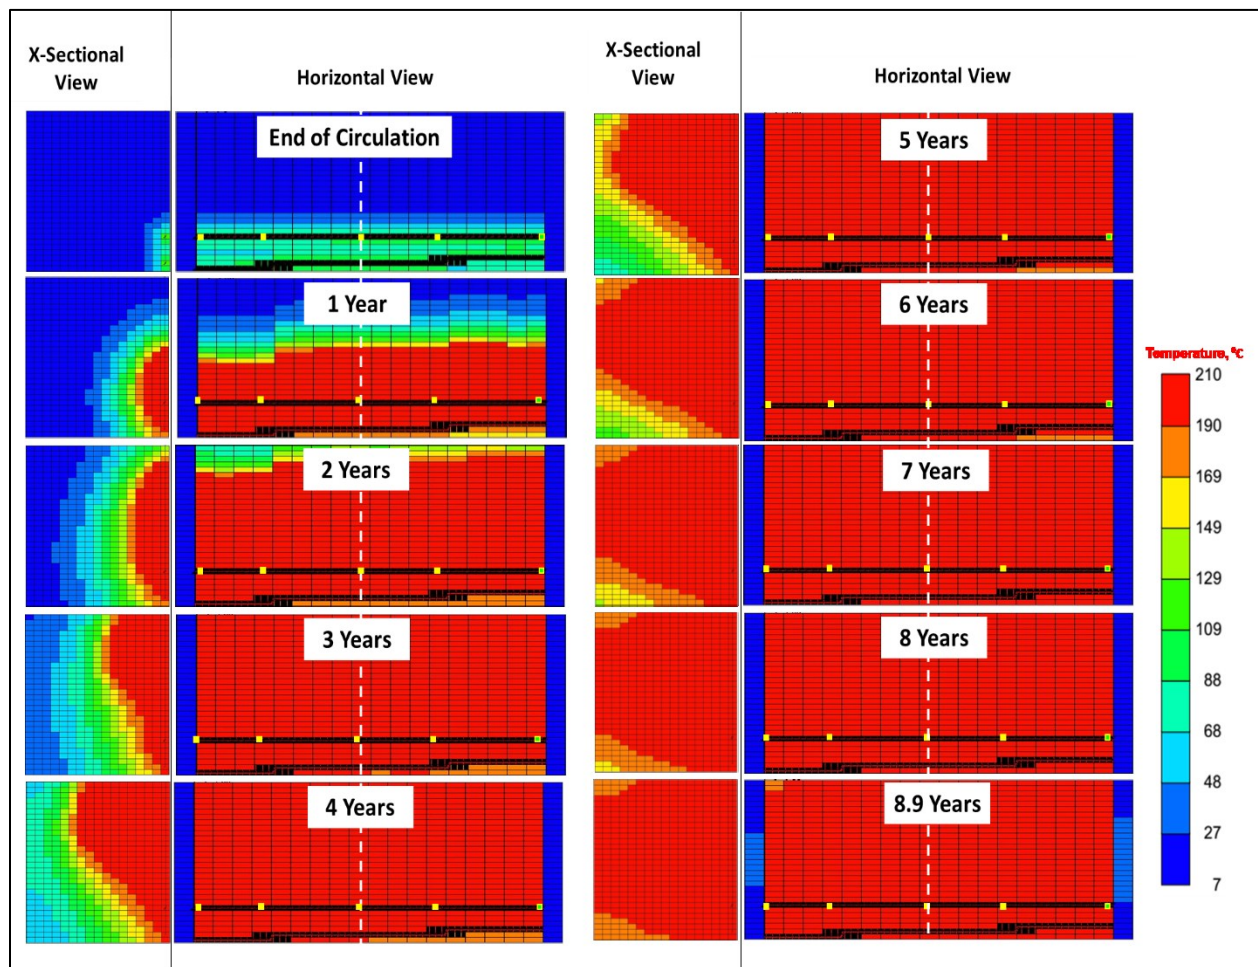 X-Sectional
View
Horizontal View
X-Sectional
View
Horizontal View
End of Circulation
1 Year
2 Years
3 Years
4 Years
5 Years
6 Years
7 Years
8 Years
8.9 Years
Temperature, °C
210
190
169
149
129
109
88
68
48
27
7